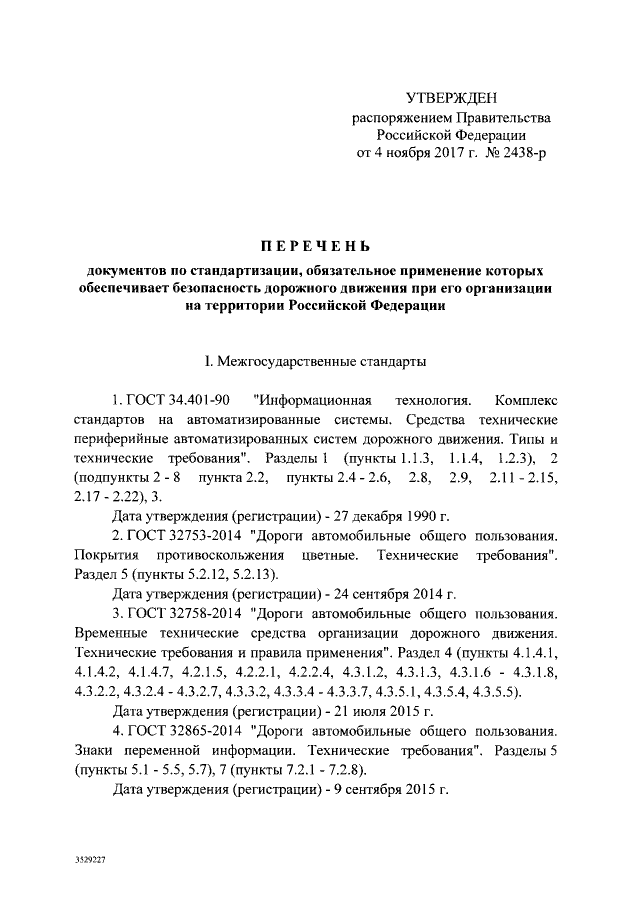 УТВЕРЖДЕН
распоряжением Правительства
Российской Федерации
от 4 ноября 2017 г. № 2438-р
П Е Р Е Ч Е Н Ь
документов по стандартизации, обязательное применение которых
обеспечивает безопасность дорожного движения при его организации
на территории Российской Федерации
I. Межгосударственные стандарты
1. ГОСТ 34.401-90 "Информационная технология. Комплекс
стандартов на автоматизированные системы. Средства технические
периферийные автоматизированных систем дорожного движения. Типы и
технические требования". Разделы 1 (пункты 1.1.3, 1.1.4, 1.2.3), 2
(подпункты 2 - 8 пункта 2.2, пункты 2.4 - 2.6, 2.8, 2.9, 2.11 - 2.15,
2.17 - 2.22), 3.
Дата утверждения (регистрации) - 27 декабря 1990 г.
2. ГОСТ 32753-2014 "Дороги автомобильные общего пользования.
Покрытия противоскольжения цветные. Технические требования".
Раздел 5 (пункты 5.2.12, 5.2.13).
Дата утверждения (регистрации) - 24 сентября 2014 г.
3. ГОСТ 32758-2014 "Дороги автомобильные общего пользования.
Временные технические средства организации дорожного движения.
Технические требования и правила применения". Раздел 4 (пункты 4.1.4.1,
4.1.4.2, 4.1.4.7, 4.2.1.5, 4.2.2.1, 4.2.2.4, 4.3.1.2, 4.3.1.3, 4.3.1.6 - 4.3.1.8,
4.3.2.2, 4.3.2.4 - 4.3.2.7, 4.3.3.2, 4.3.3.4 - 4.3.3.7, 4.3.5.1, 4.3.5.4, 4.3.5.5).
Дата утверждения (регистрации) - 21 июля 2015 г.
4. ГОСТ 32865-2014 "Дороги автомобильные общего пользования.
Знаки переменной информации. Технические требования". Разделы 5
(пункты 5.1 - 5.5, 5.7), 7 (пункты 7.2.1 - 7.2.8).
Дата утверждения (регистрации) - 9 сентября 2015 г.
3529227